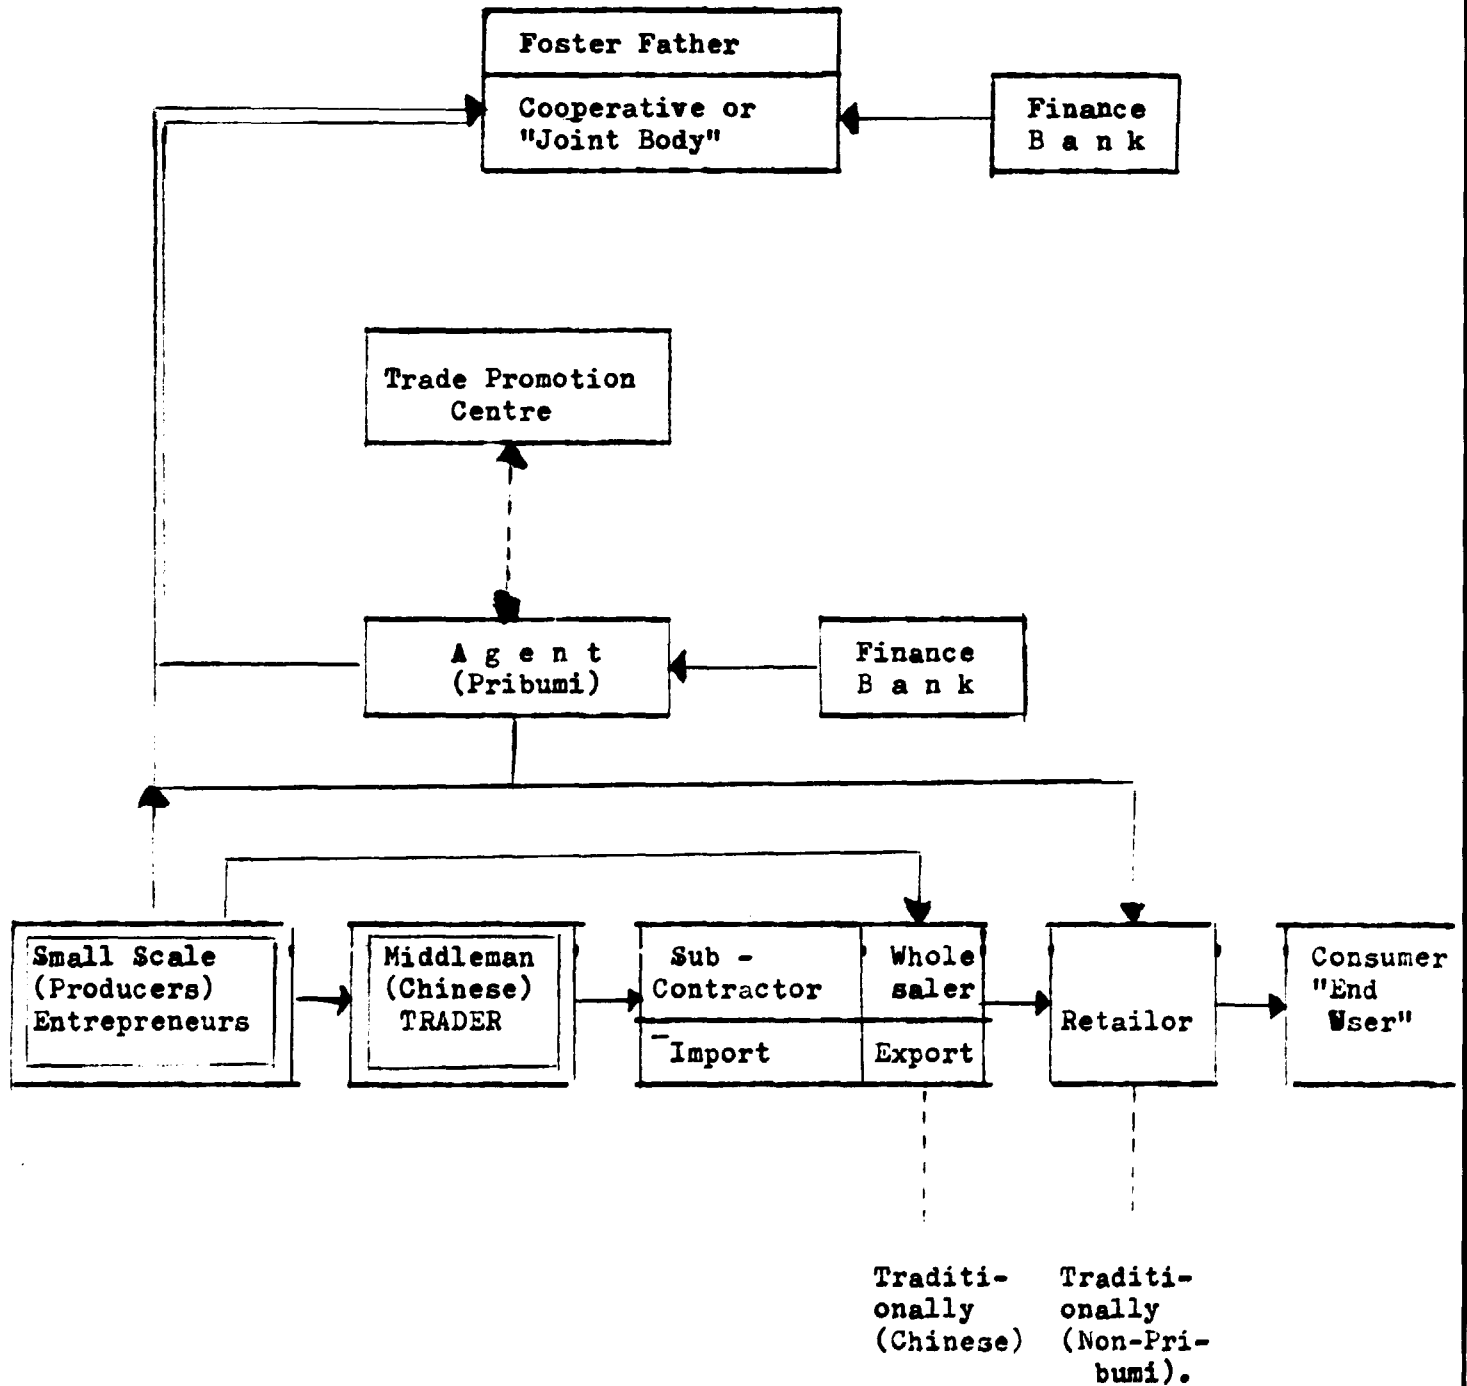 Foster Father
Cooperative or
"Joint Body"
Finance
B a n k
Trade Promotion
Centre
A g e n t
(Pribumi)
Finance
B a n k
Small Scale
(Producers)
Entrepreneurs
Middleman
(Chinese)
TRADER
Sub -
Contractor
Import
Whole
saler
Export
Retailor
Consumer
"End
User"
Traditi-
onally
(Chinese)
Traditi-
onally
(Non-Pri-
bumi).